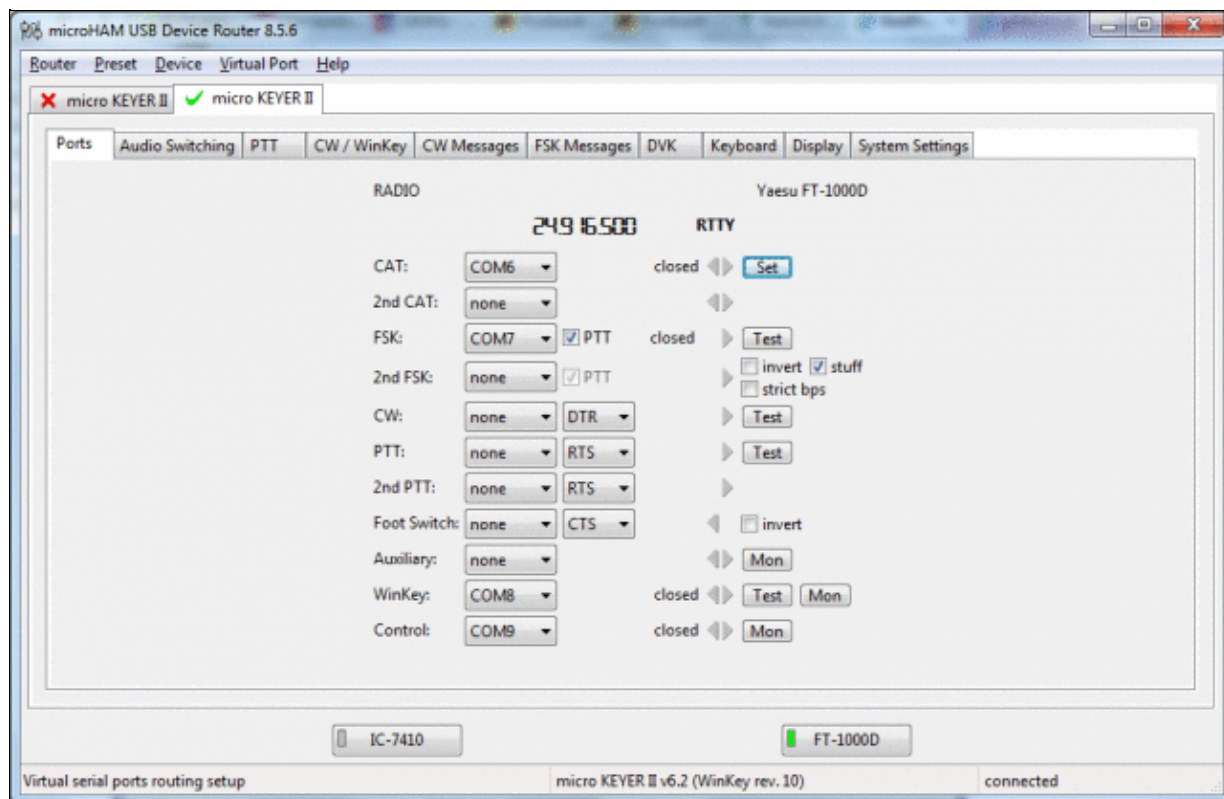 microHAM USB Device Router 8.5.6
Router Preset Device Virtual Port Help
micro KEYER II micro KEYER II
Ports Audio Switching PTT CW / WinKey CW Messages FSK Messages DVK Keyboard Display System Settings
RADIO Yaesu FT-1000D
24.916.500 RTTY
CAT: COM6 closed Set
2nd CAT: none
FSK: COM7 PTT closed Test
2nd FSK: none PTT invert stuff
strict bps
CW: none DTR Test
PTT: none RTS Test
2nd PTT: none RTS
Foot Switch: none CTS invert
Auxiliary: none Mon
WinKey: COM8 closed Test Mon
Control: COM9 closed Mon
IC-7410 FT-1000D
Virtual serial ports routing setup micro KEYER II v6.2 (WinKey rev. 10) connected